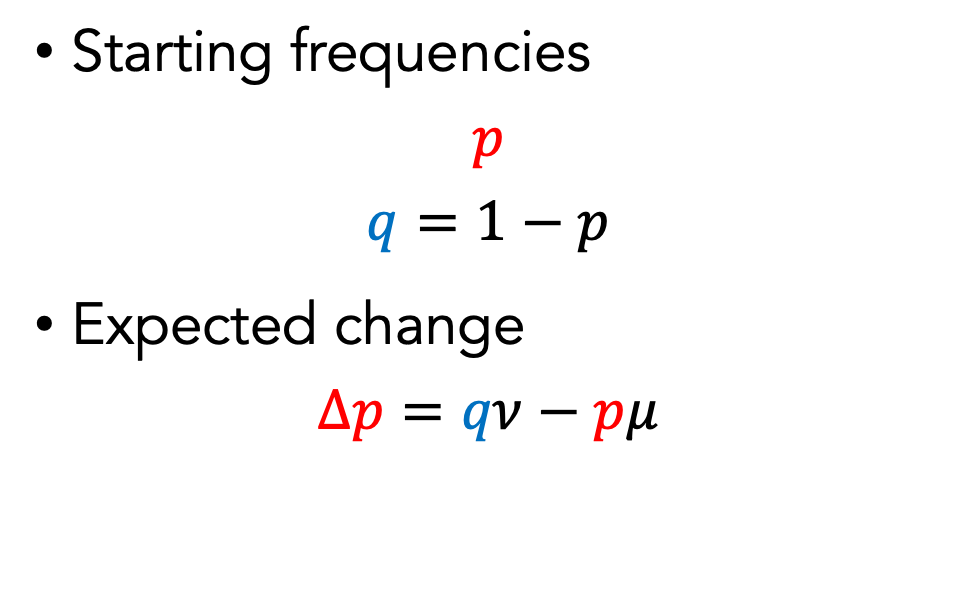 • Starting frequencies
p
q = 1 − p
• Expected change
Δp = qν − pμ